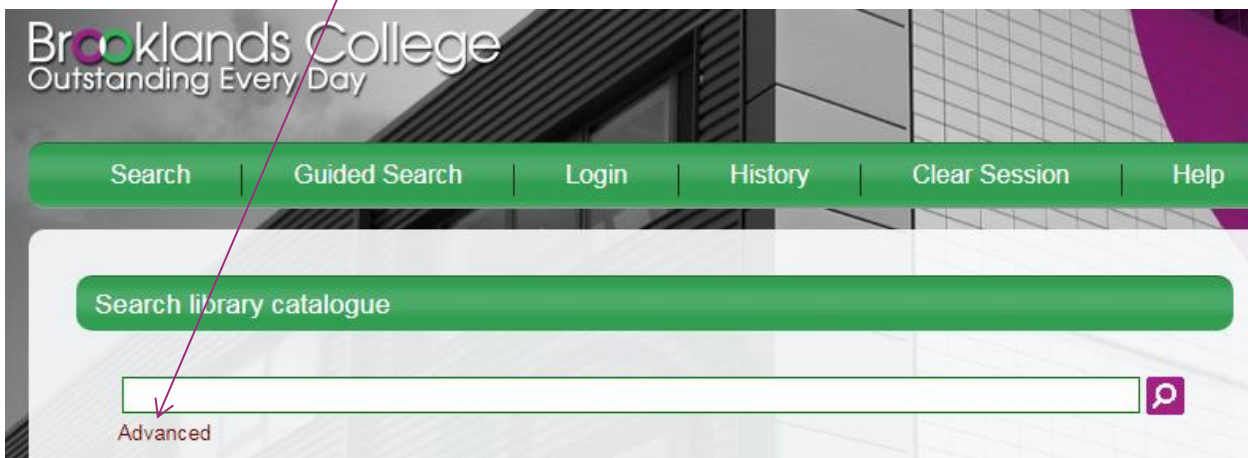 Brooklands College
Outstanding Every Day
Search | Guided Search | Login | History | Clear Session | Help
Search library catalogue
Advanced